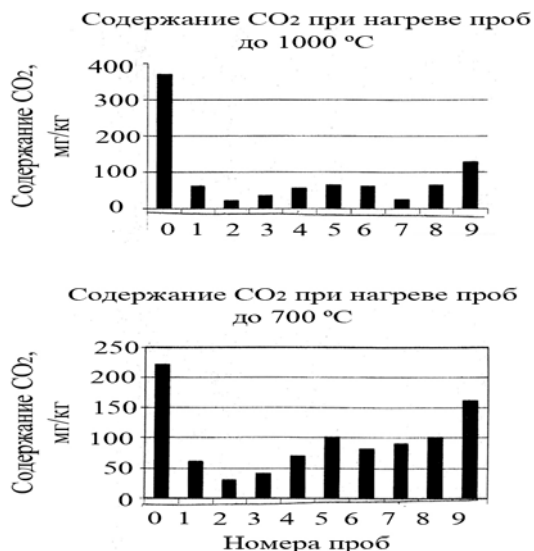 Содержание CO₂ при нагреве проб
до 1000 ºС
Содержание CO₂,
мг/кг
400
300
200
100
0
0 1 2 3 4 5 6 7 8 9
Содержание CO₂ при нагреве проб
до 700 ºС
Содержание CO₂,
мг/кг
250
200
150
100
50
0
0 1 2 3 4 5 6 7 8 9
Номера проб